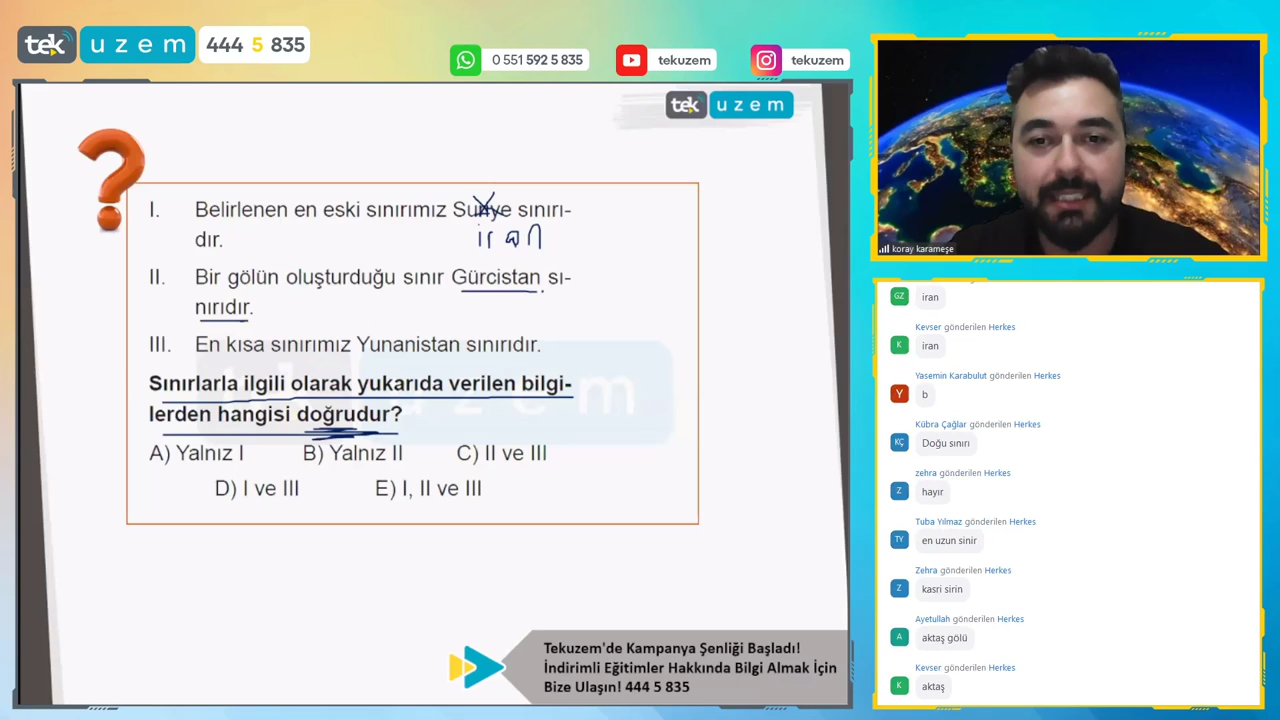 tek uzem 444 5 835
0 551 592 5 835
tekuzem
tekuzem
tek uzem
?
I. Belirlenen en eski sınırımız Suriye sınırı-
dır.
iran
II. Bir gölün oluşturduğu sınır Gürcistan sı-
nırıdır.
III. En kısa sınırımız Yunanistan sınırıdır.
Sınırlarla ilgili olarak yukarıda verilen bilgi-
lerden hangisi doğrudur?
A) Yalnız I B) Yalnız II C) II ve III
D) I ve III E) I, II ve III
Tekuzem'de Kampanya Şenliği Başladı!
İndirimli Eğitimler Hakkında Bilgi Almak İçin
Bize Ulaşın! 444 5 835
koray karameşe
GZ
iran
Kevser gönderilen Herkes
K
iran
Yasemin Karabulut gönderilen Herkes
Y
b
Kübra Çağlar gönderilen Herkes
KÇ
Doğu sınırı
zehra gönderilen Herkes
Z
hayır
Tuba Yılmaz gönderilen Herkes
TY
en uzun sinir
Zehra gönderilen Herkes
Z
kasri sirin
Ayetullah gönderilen Herkes
A
aktaş gölü
Kevser gönderilen Herkes
K
aktaş